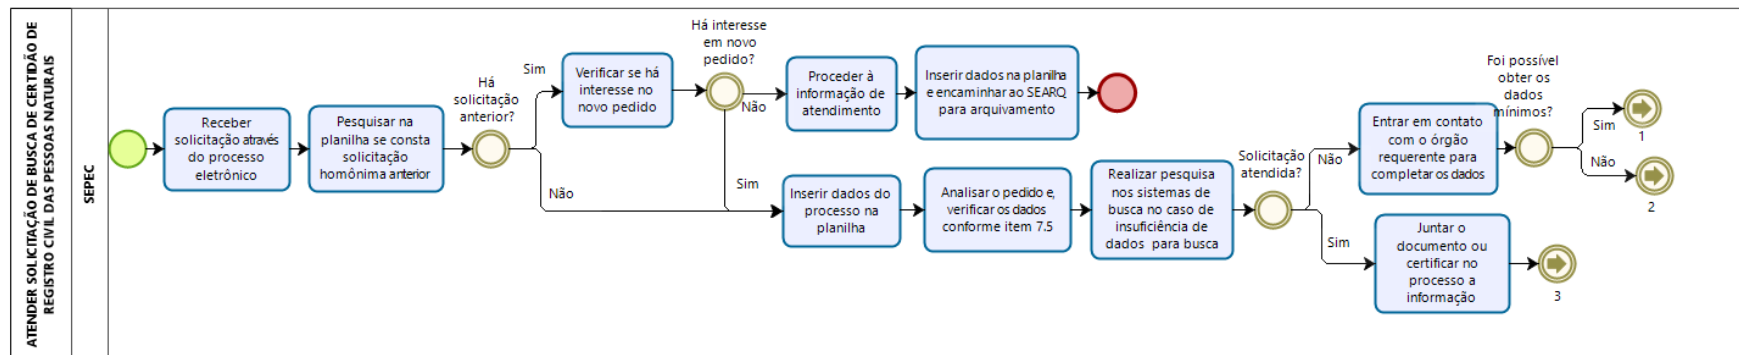 ATENDER SOLICITAÇÃO DE BUSCA DE CERTIDÃO DE
REGISTRO CIVIL DAS PESSOAS NATURAIS
SEPEC
Receber
solicitação através
do processo
eletrônico
Pesquisar na
planilha se consta
solicitação
homônima anterior
Há
solicitação
anterior?
Sim
Não
Verificar se há
interesse no
novo pedido
Há interesse
em novo
pedido?
Não
Sim
Proceder à
informação de
atendimento
Inserir dados na planilha
e encaminhar ao SEARQ
para arquivamento
Inserir dados do
processo na
planilha
Analisar o pedido e,
verificar os dados
conforme item 7.5
Realizar pesquisa
nos sistemas de
busca no caso de
insuficiência de
dados para busca
Solicitação
atendida?
Não
Sim
Entrar em contato
com o órgão
requerente para
completar os dados
Foi possível
obter os
dados
mínimos?
Sim
1
Não
2
Juntar o
documento ou
certificar no
processo a
informação
3